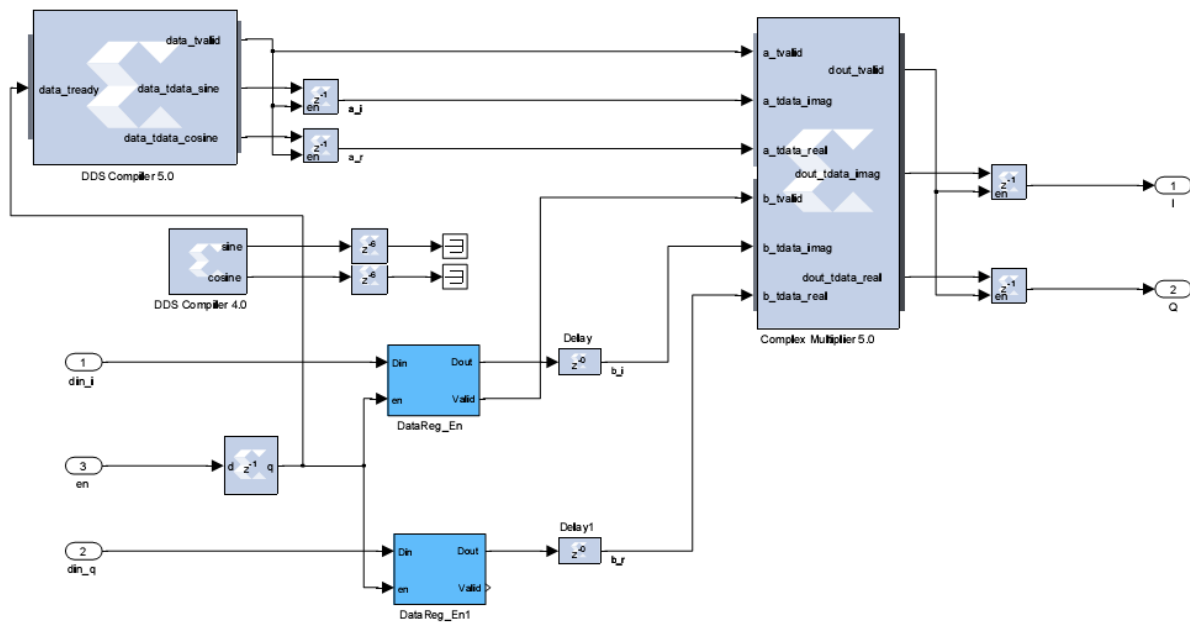 data_tready
data_tvalid
data_tdata_sine
data_tdata_cosine
DDS Compiler 5.0
z-1
en
a_i
z-1
en
a_r
sine
cosine
DDS Compiler 4.0
z-6
z-6
a_tvalid
a_tdata_imag
a_tdata_real
b_tvalid
b_tdata_imag
b_tdata_real
dout_tvalid
dout_tdata_imag
dout_tdata_real
Complex Multiplier 5.0
z-1
en
1
I
z-1
en
2
Q
1
din_i
Din
en
Dout
Valid
DataReg_En
Delay
z-0
b_i
3
en
d z-1 q
2
din_q
Din
en
Dout
Valid
DataReg_En1
Delay1
z-0
b_r